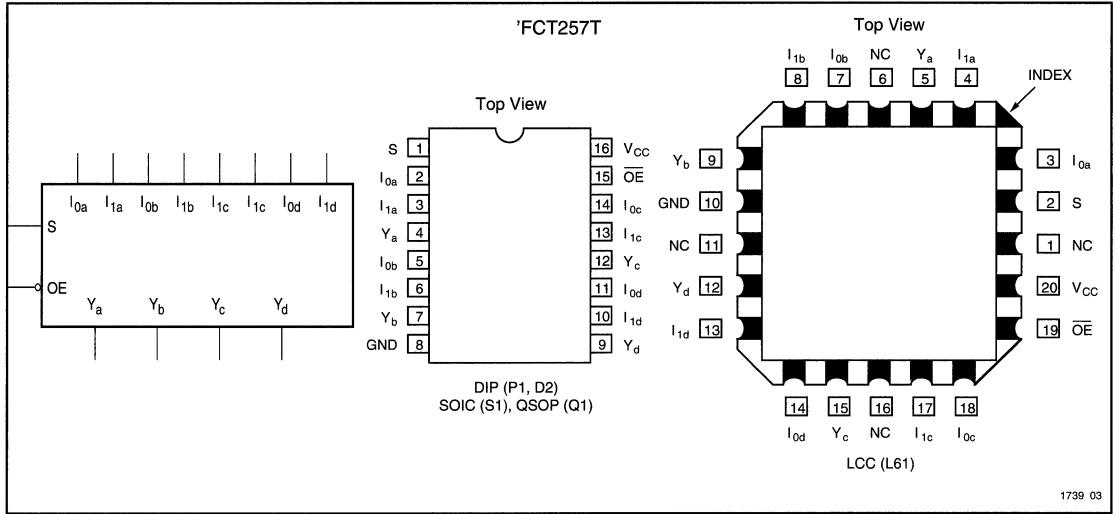 'FCT257T
I0a I1a I0b I1b I1c I1c I0d I1d
S
OE
Ya Yb Yc Yd
Top View
S 1
I0a 2
I1a 3
Ya 4
I0b 5
I1b 6
Yb 7
GND 8
16 VCC
15 OE
14 I0c
13 I1c
12 Yc
11 I0d
10 I1d
9 Yd
DIP (P1, D2)
SOIC (S1), QSOP (Q1)
Top View
I1b I0b NC Ya I1a
8 7 6 5 4
INDEX
Yb 9
GND 10
NC 11
Yd 12
I1d 13
3 I0a
2 S
1 NC
20 VCC
19 OE
14 15 16 17 18
I0d Yc NC I1c I0c
LCC (L61)
1739 03